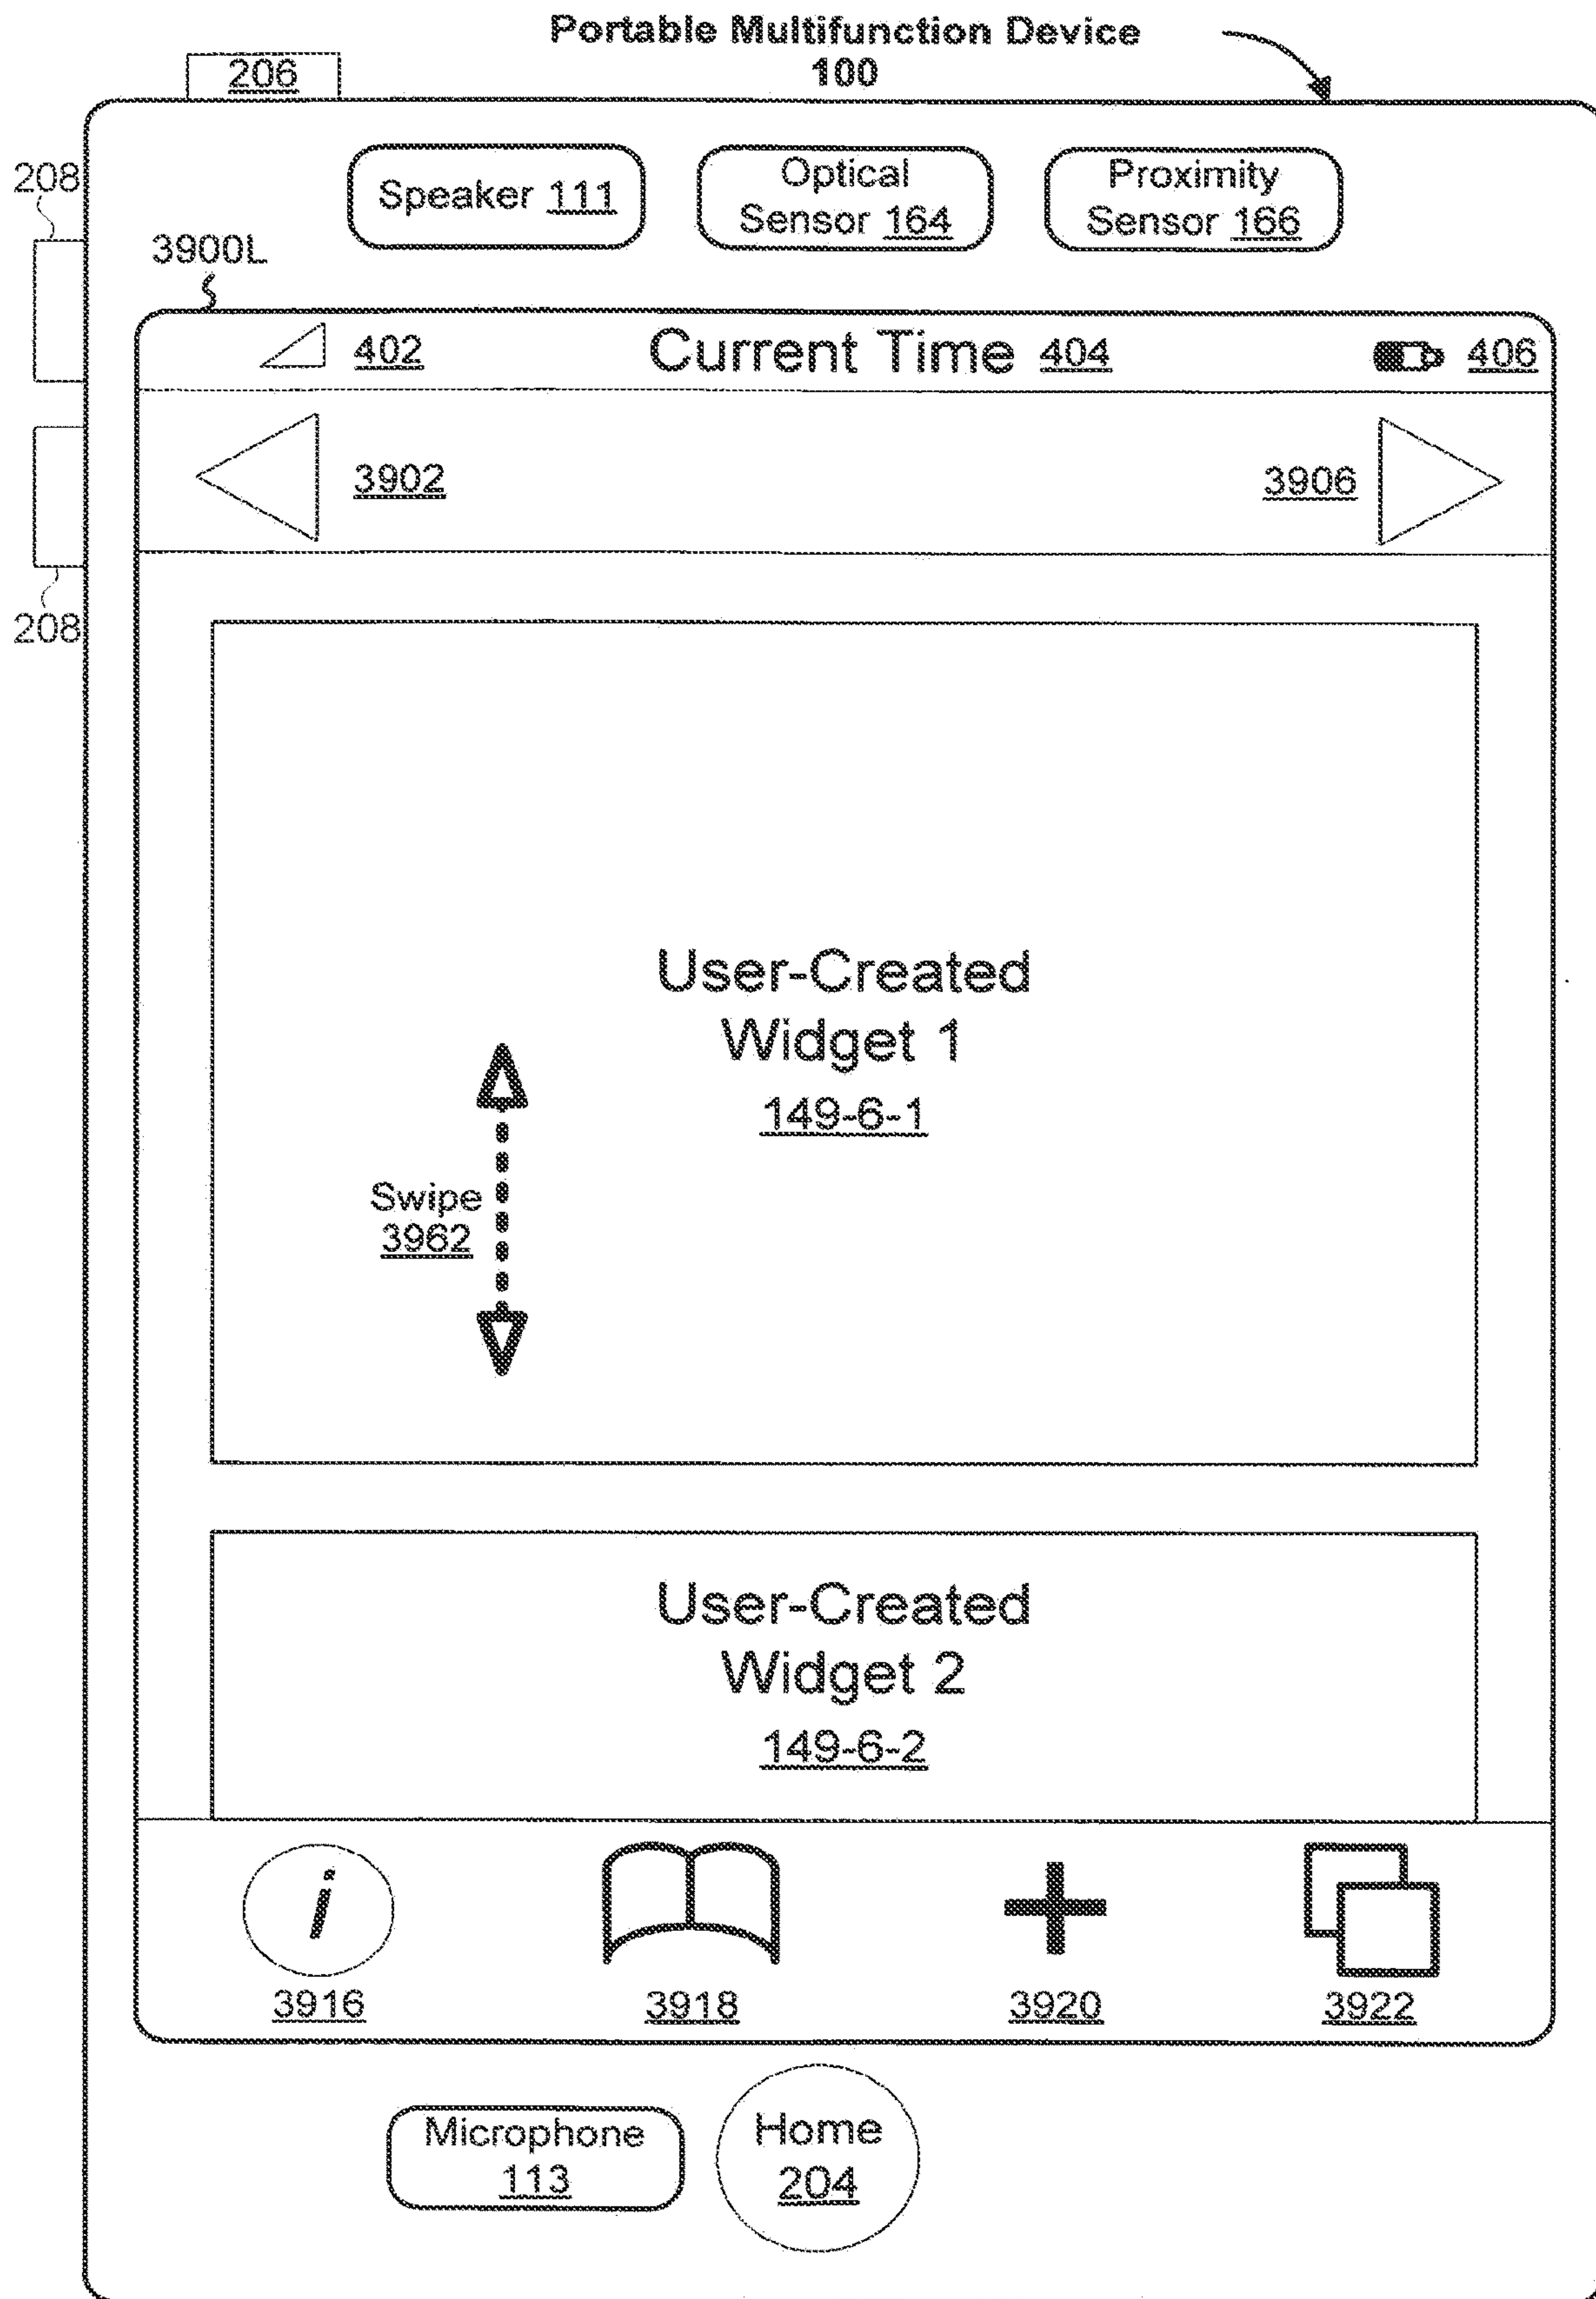 Portable Multifunction Device
100
206
208
Speaker 111
Optical
Sensor 164
Proximity
Sensor 166
3900L
402
Current Time 404
406
3902
3906
208
User-Created
Widget 1
149-6-1
Swipe
3962
User-Created
Widget 2
149-6-2
i
3916
3918
3920
3922
Microphone
113
Home
204